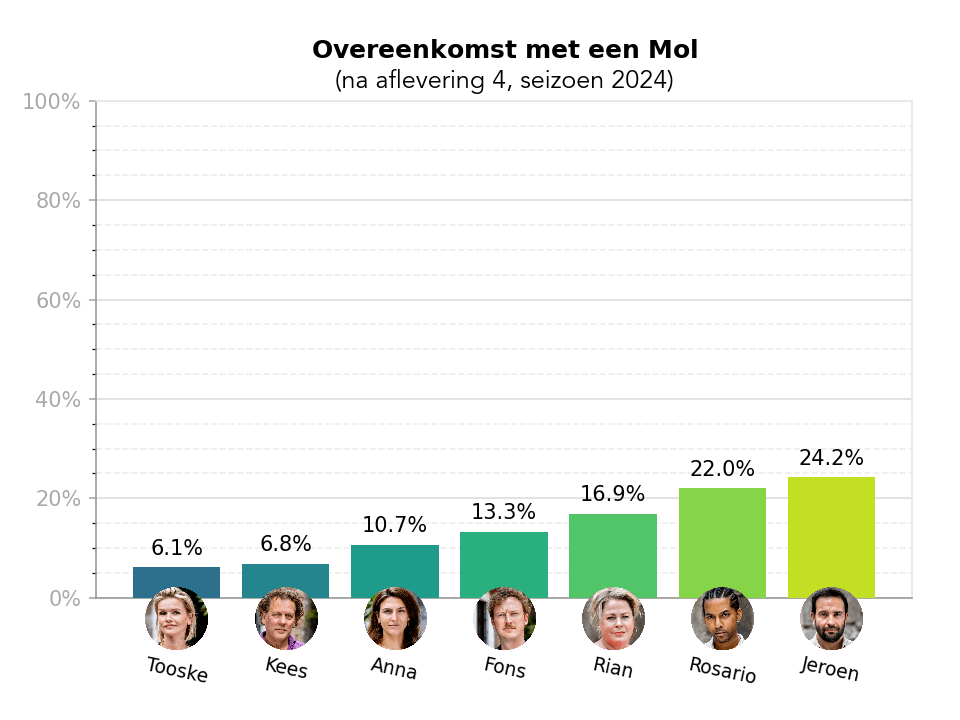 Overeenkomst met een Mol
(na aflevering 4, seizoen 2024)
100%
80%
60%
40%
20%
0%
6.1%
6.8%
10.7%
13.3%
16.9%
22.0%
24.2%
Tooske
Kees
Anna
Fons
Rian
Rosario
Jeroen